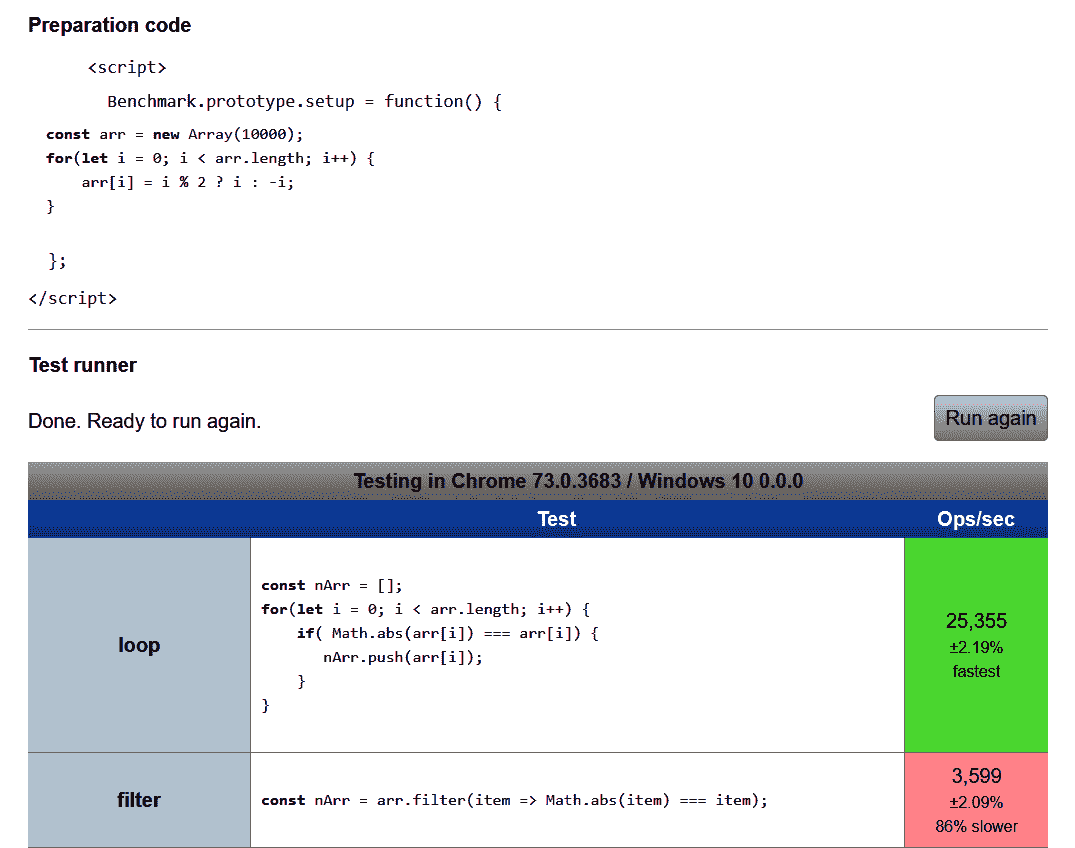 Preparation code
<script>
Benchmark.prototype.setup = function() {
const arr = new Array(10000);
for(let i = 0; i < arr.length; i++) {
arr[i] = i % 2 ? i : -i;
}
};
</script>
Test runner
Done. Ready to run again.
Run again
Testing in Chrome 73.0.3683 / Windows 10 0.0.0
Test Ops/sec
loop
const nArr = [];
for(let i = 0; i < arr.length; i++) {
if( Math.abs(arr[i]) === arr[i]) {
nArr.push(arr[i]);
}
}
25,355
±2.19%
fastest
filter
const nArr = arr.filter(item => Math.abs(item) === item);
3,599
±2.09%
86% slower